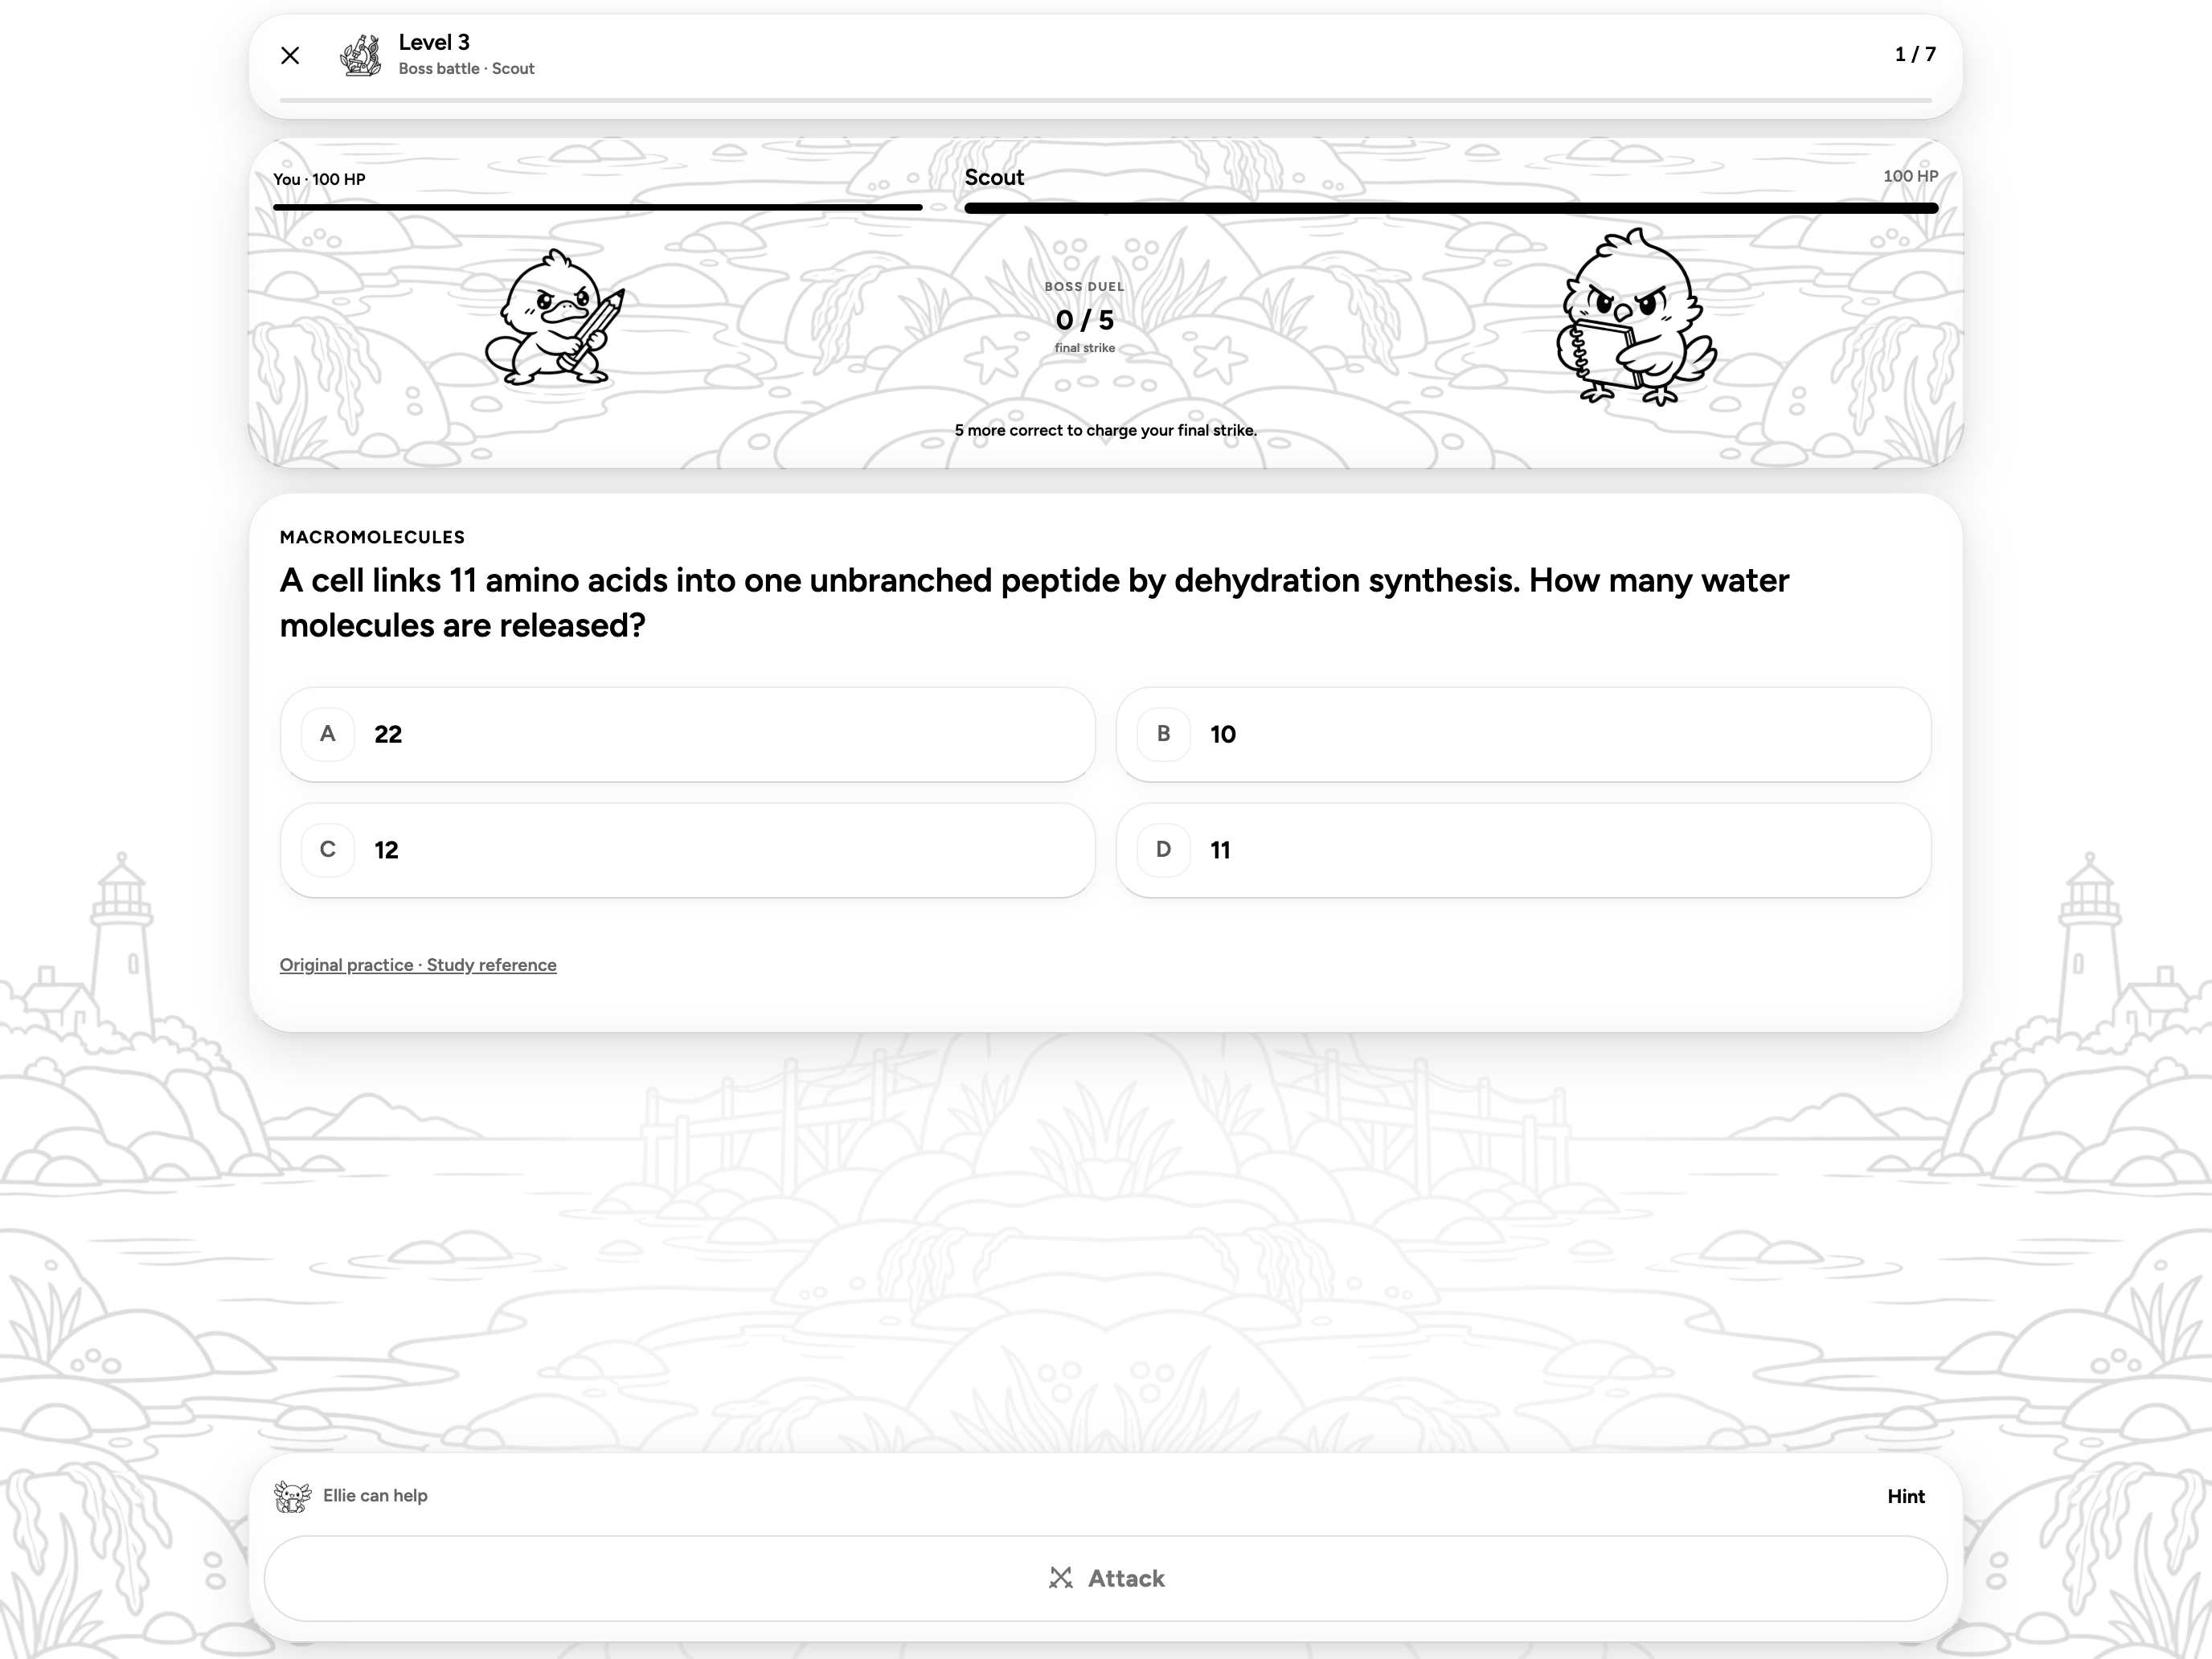 Level 3
Boss battle · Scout
1 / 7
You · 100 HP
Scout
100 HP
BOSS DUEL
0 / 5
final strike
5 more correct to charge your final strike.
MACROMOLECULES
A cell links 11 amino acids into one unbranched peptide by dehydration synthesis. How many water
molecules are released?
A 22
B 10
C 12
D 11
Original practice · Study reference
Ellie can help
Hint
Attack